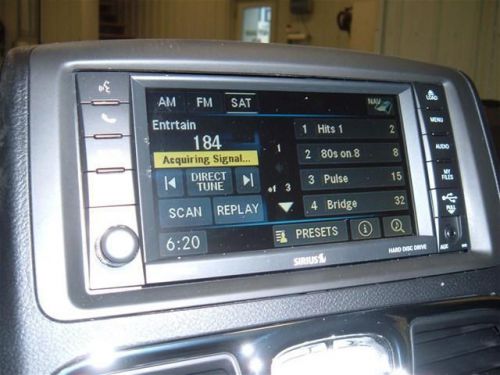 AM FM SAT NAV
Entrtain
184
Acquiring Signal...
DIRECT
TUNE
SCAN REPLAY
6:20
1
of 3
1 Hits 1 2
2 80s on 8 8
3 Pulse 15
4 Bridge 32
PRESETS
SIRIUS
HARD DISC DRIVE
LOAD
MENU
AUDIO
MY
FILES
PULL
AUX